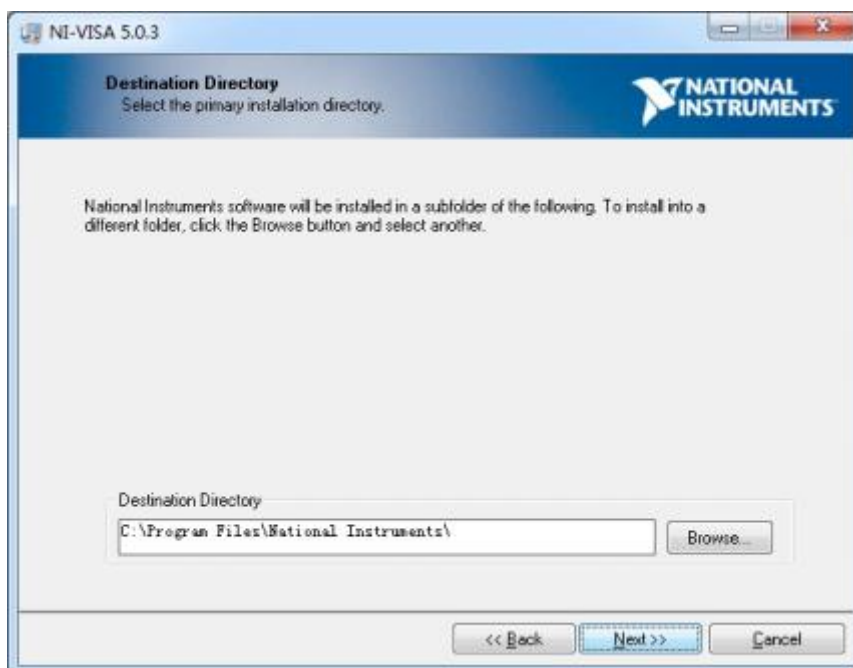 NI-VISA 5.0.3
Destination Directory
Select the primary installation directory.
NATIONAL
INSTRUMENTS
National Instruments software will be installed in a subfolder of the following. To install into a
different folder, click the Browse button and select another.
Destination Directory
C:\Program Files\National Instruments\
Browse...
<< Back
Next >>
Cancel